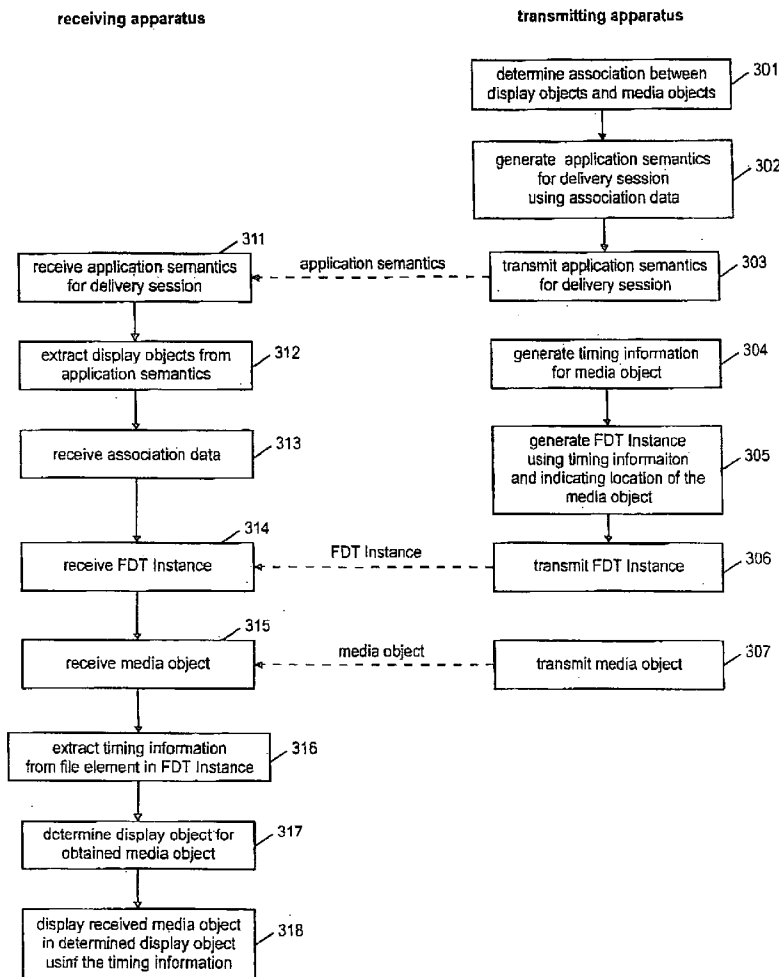 receiving apparatus
transmitting apparatus
determine association between
display objects and media objects
301
generate application semantics
for delivery session
using association data
302
311
receive application semantics
for delivery session
application semantics
transmit application semantics
for delivery session
303
extract display objects from
application semantics
312
generate timing information
for media object
304
receive association data
313
generate FDT Instance
using timing informaiton
and indicating location of the
media object
305
314
receive FDT Instance
FDT Instance
transmit FDT Instance
306
315
receive media object
media object
transmit media object
307
extract timing information
from file element in FDT Instance
316
determine display object for
obtained media object
317
display received media object
in determined display object
usinf the timing information
318